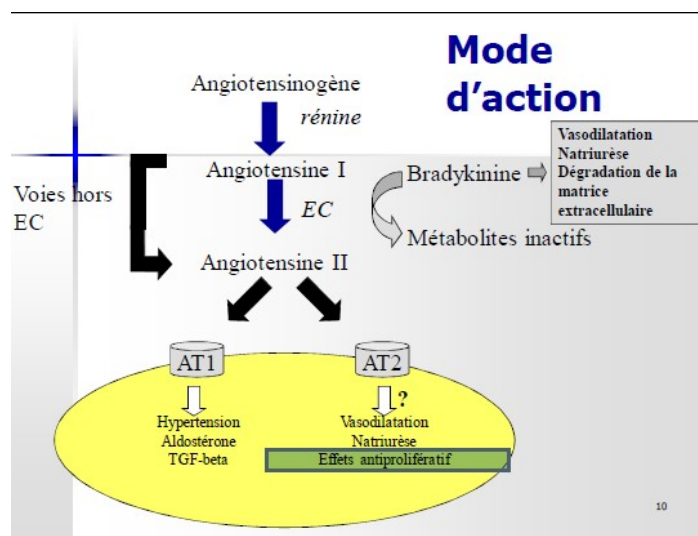 Mode
d'action
Angiotensinogène
rénine
Angiotensine I
EC
Voies hors
EC
Angiotensine II
Bradykinine
Métabolites inactifs
Vasodilatation
Natriurèse
Dégradation de la
matrice
extracellulaire
AT1
AT2
?
Hypertension
Aldostérone
TGF-beta
Vasodilatation
Natriurèse
Effets antiprolifératif
10